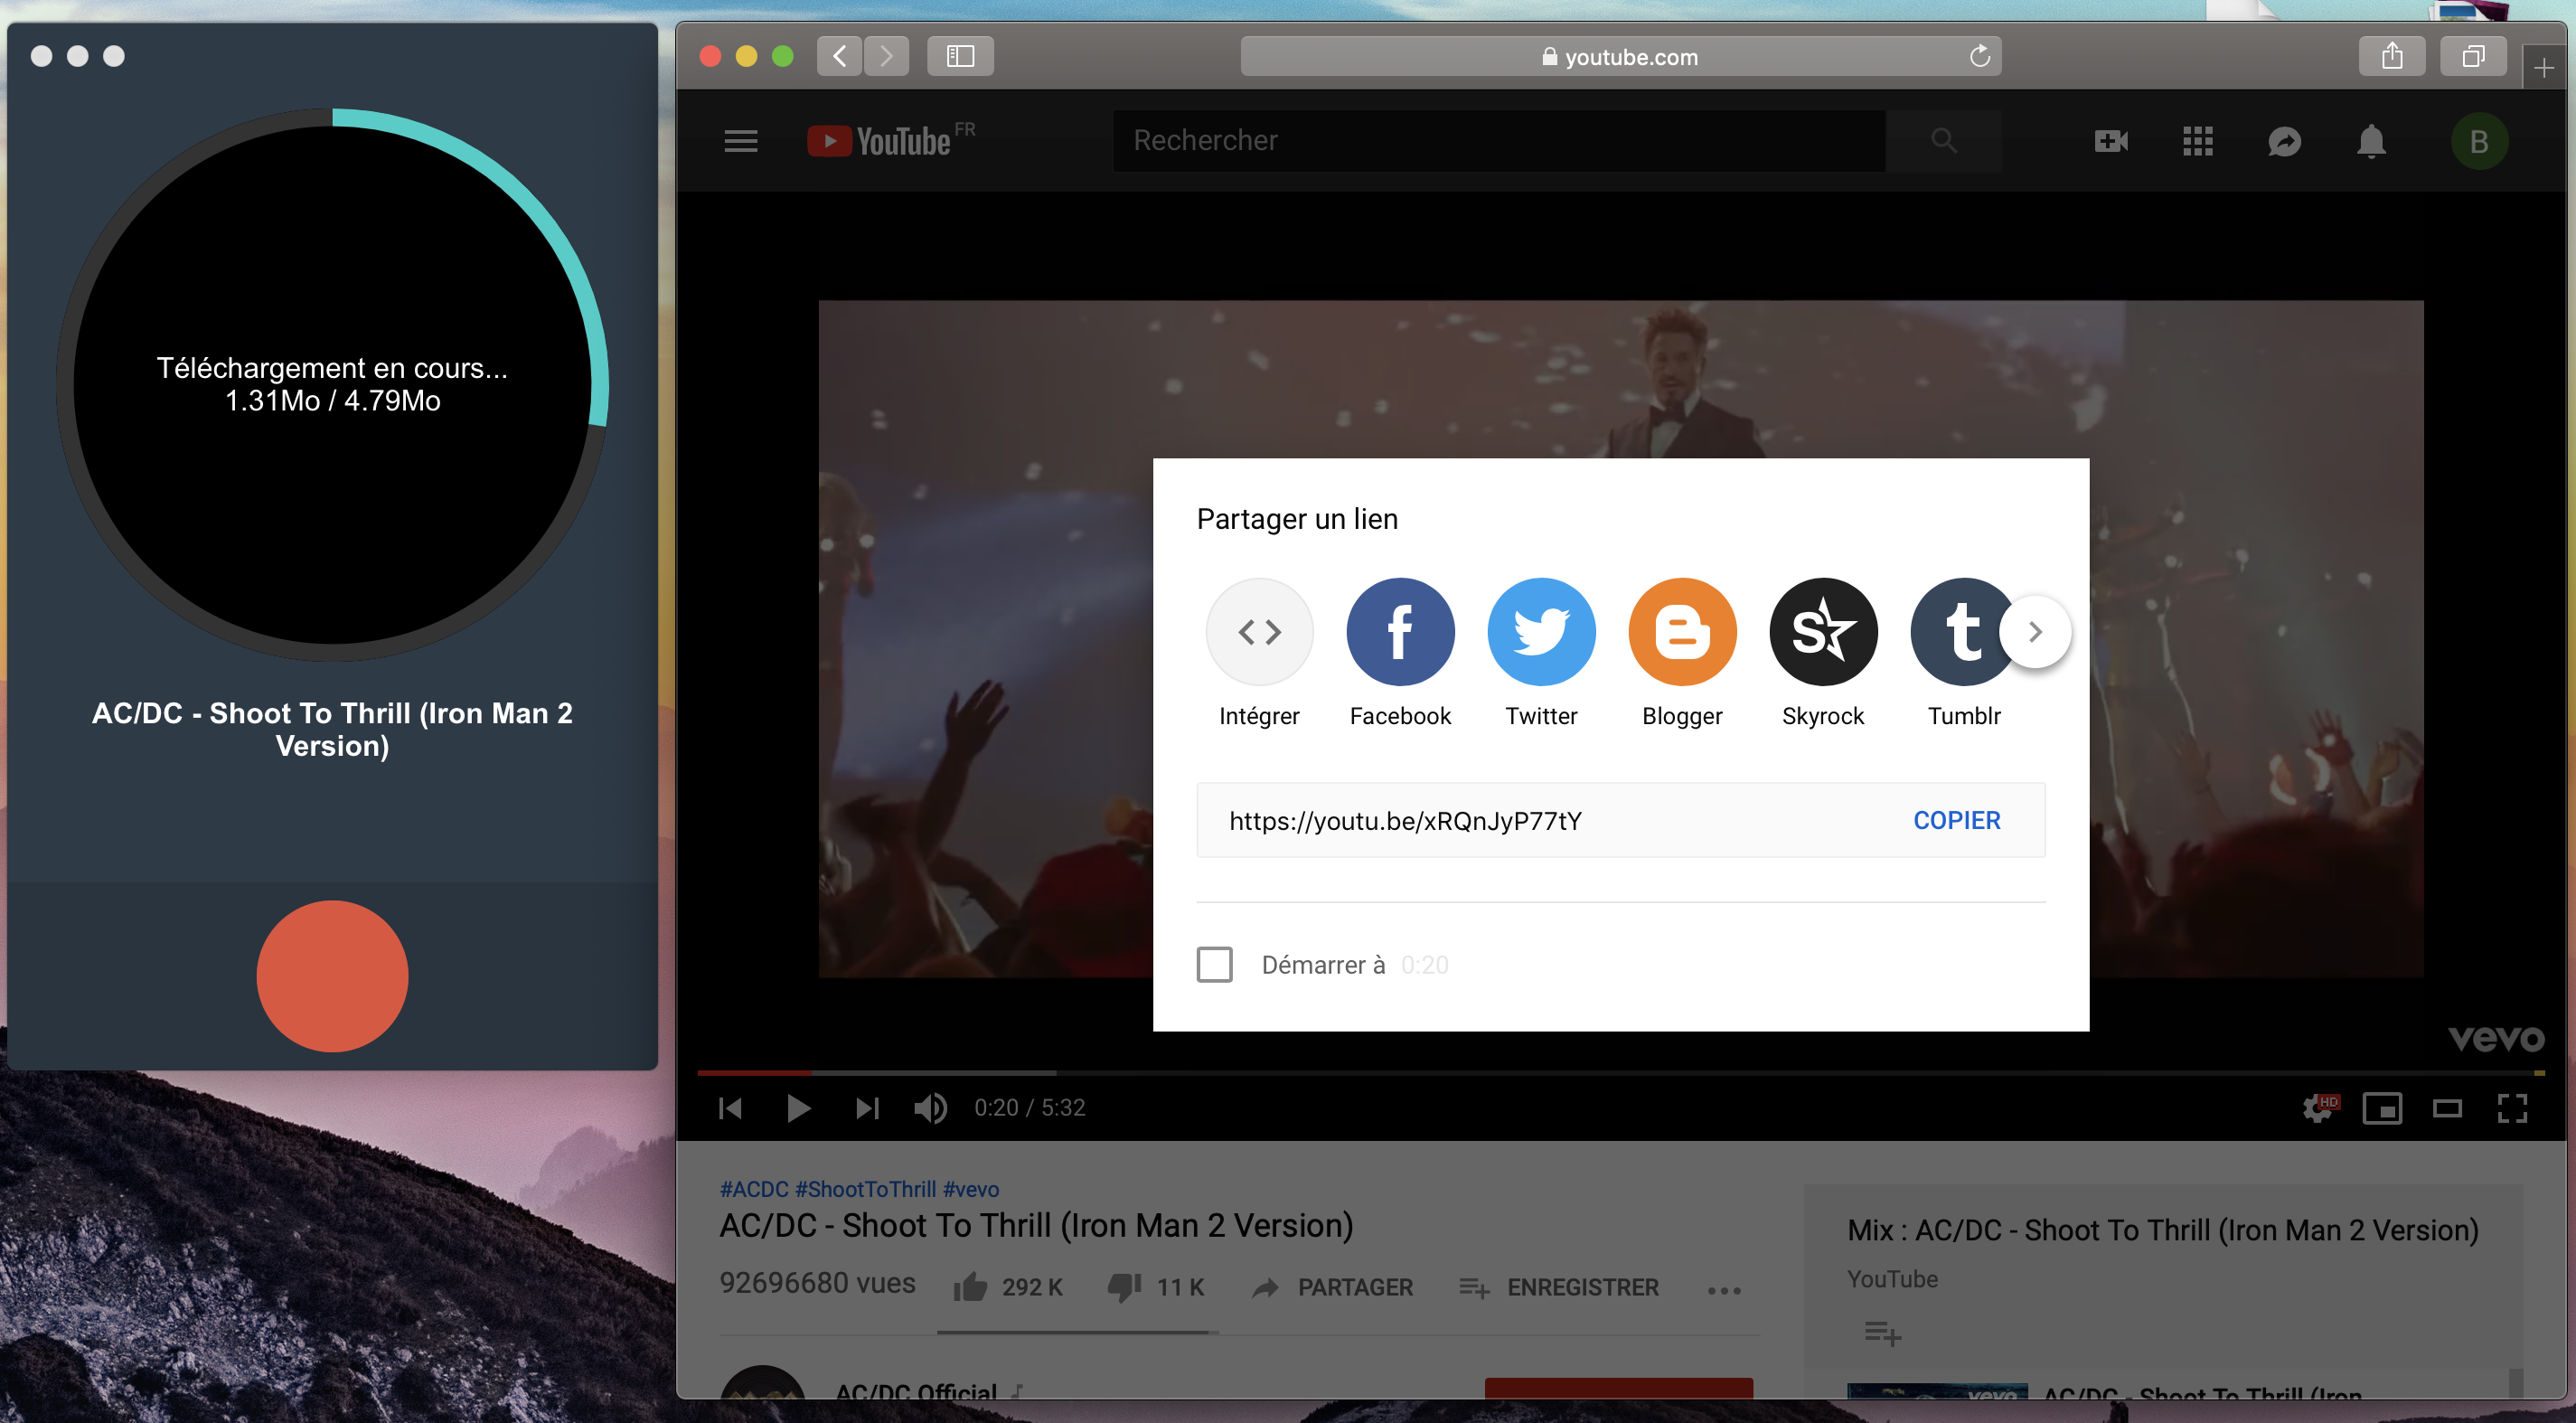 Téléchargement en cours...
1.31Mo / 4.79Mo
AC/DC - Shoot To Thrill (Iron Man 2
Version)
youtube.com
YouTube FR
Rechercher
B
Partager un lien
Intégrer
Facebook
Twitter
Blogger
Skyrock
Tumblr
https://youtu.be/xRQnJyP77tY
COPIER
Démarrer à 0:20
vevo
0:20 / 5:32
HD
#ACDC #ShootToThrill #vevo
AC/DC - Shoot To Thrill (Iron Man 2 Version)
92696680 vues
292 K
11 K
PARTAGER
ENREGISTRER
Mix : AC/DC - Shoot To Thrill (Iron Man 2 Version)
YouTube
AC/DC Official
vevo
AC/DC - Shoot To Thrill (Iron